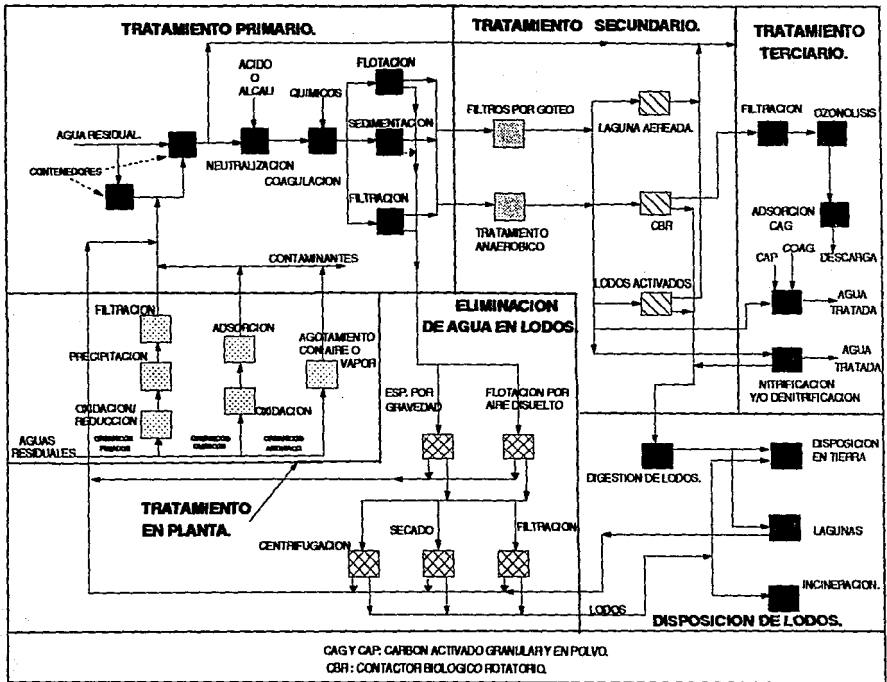 TRATAMIENTO PRIMARIO.
TRATAMIENTO SECUNDARIO.
TRATAMIENTO
TERCIARIO.
ACIDO
O
ALCALI
QUIMICOS
FLOTACION
AGUA RESIDUAL.
CONTENEDORES
NEUTRALIZACION
COAGULACION
SEDIMENTACION
FILTRACION
FILTROS POR GOTEO
TRATAMIENTO
ANAEROBICO
LAGUNA AEREADA.
CBR
LODOS ACTIVADOS
FILTRACION
OZONOLISIS
ADSORCION
CAG
DESCARGA
CAP
COAG.
AGUA
TRATADA
AGUA
TRATADA
NITRIFICACION
Y/O DENITRIFICACION
CONTAMINANTES
FILTRACION
PRECIPITACION
OXIDACION/
REDUCCION
ADSORCION
OXIDACION
AGOTAMIENTO
CON AIRE O
VAPOR
AGUAS
RESIDUALES
TRATAMIENTO
EN PLANTA.
ELIMINACION
DE AGUA EN LODOS.
ESP. POR
GRAVEDAD
FLOTACION POR
AIRE DISUELTO
CENTRIFUGACION
SECADO
FILTRACION
LODOS
DIGESTION DE LODOS.
DISPOSICION
EN TIERRA
LAGUNAS
INCINERACION.
DISPOSICION DE LODOS.
CAG Y CAP: CARBON ACTIVADO GRANULAR Y EN POLVO.
CBR : CONTACTOR BIOLOGICO ROTATORIO.